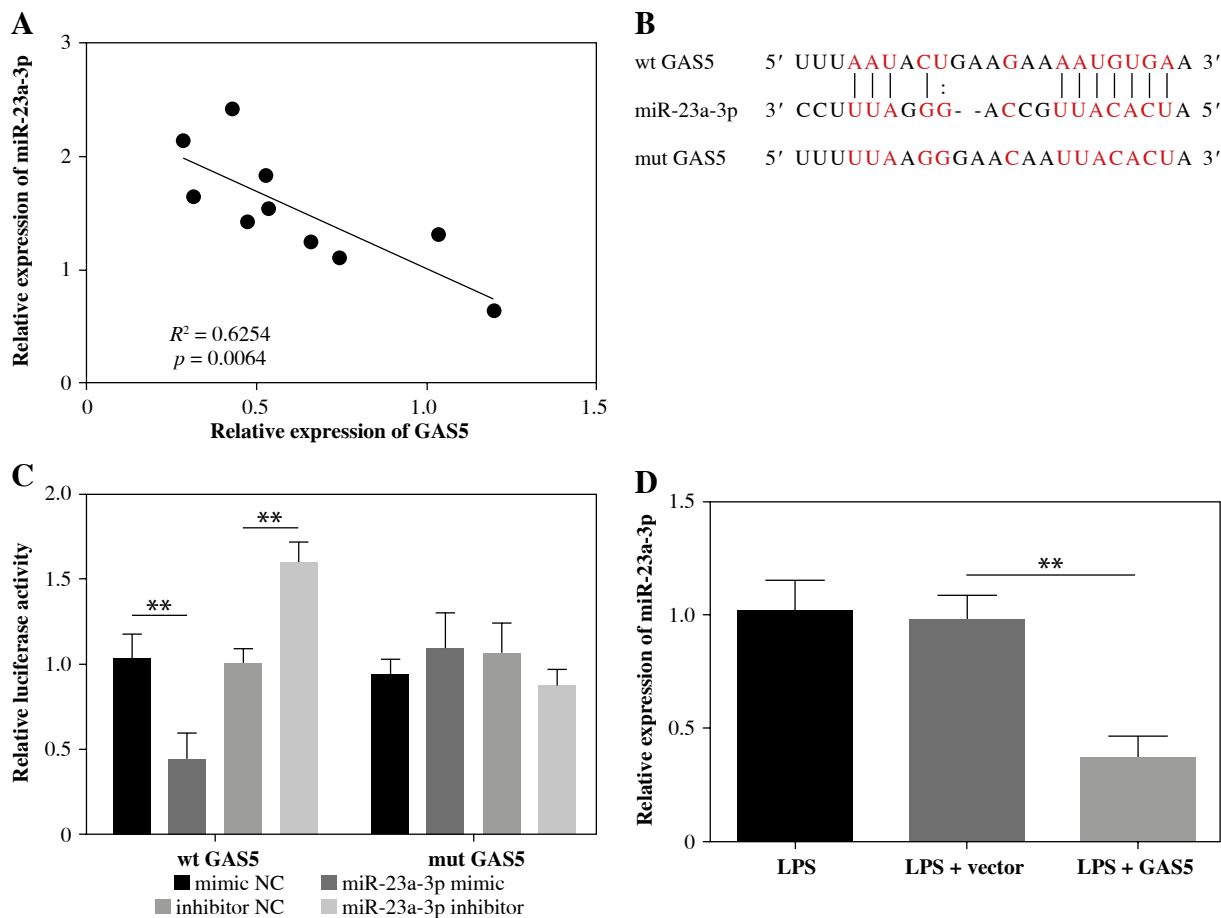 A
Relative expression of miR-23a-3p
3
2
1
0
R² = 0.6254
p = 0.0064
0 0.5 1.0 1.5
Relative expression of GAS5
B
wt GAS5 5′ UUUAAUACUGAAGAAAAUGUGAA 3′
:
miR-23a-3p 3′ CCUUUAGGG- -ACCGUUACACUA 5′
mut GAS5 5′ UUUUUAAGGGAACAAUUACACUA 3′
C
Relative luciferase activity
2.0
1.5
1.0
0.5
0
**
**
wt GAS5 mut GAS5
mimic NC miR-23a-3p mimic
inhibitor NC miR-23a-3p inhibitor
D
Relative expression of miR-23a-3p
1.5
1.0
0.5
0
**
LPS LPS + vector LPS + GAS5